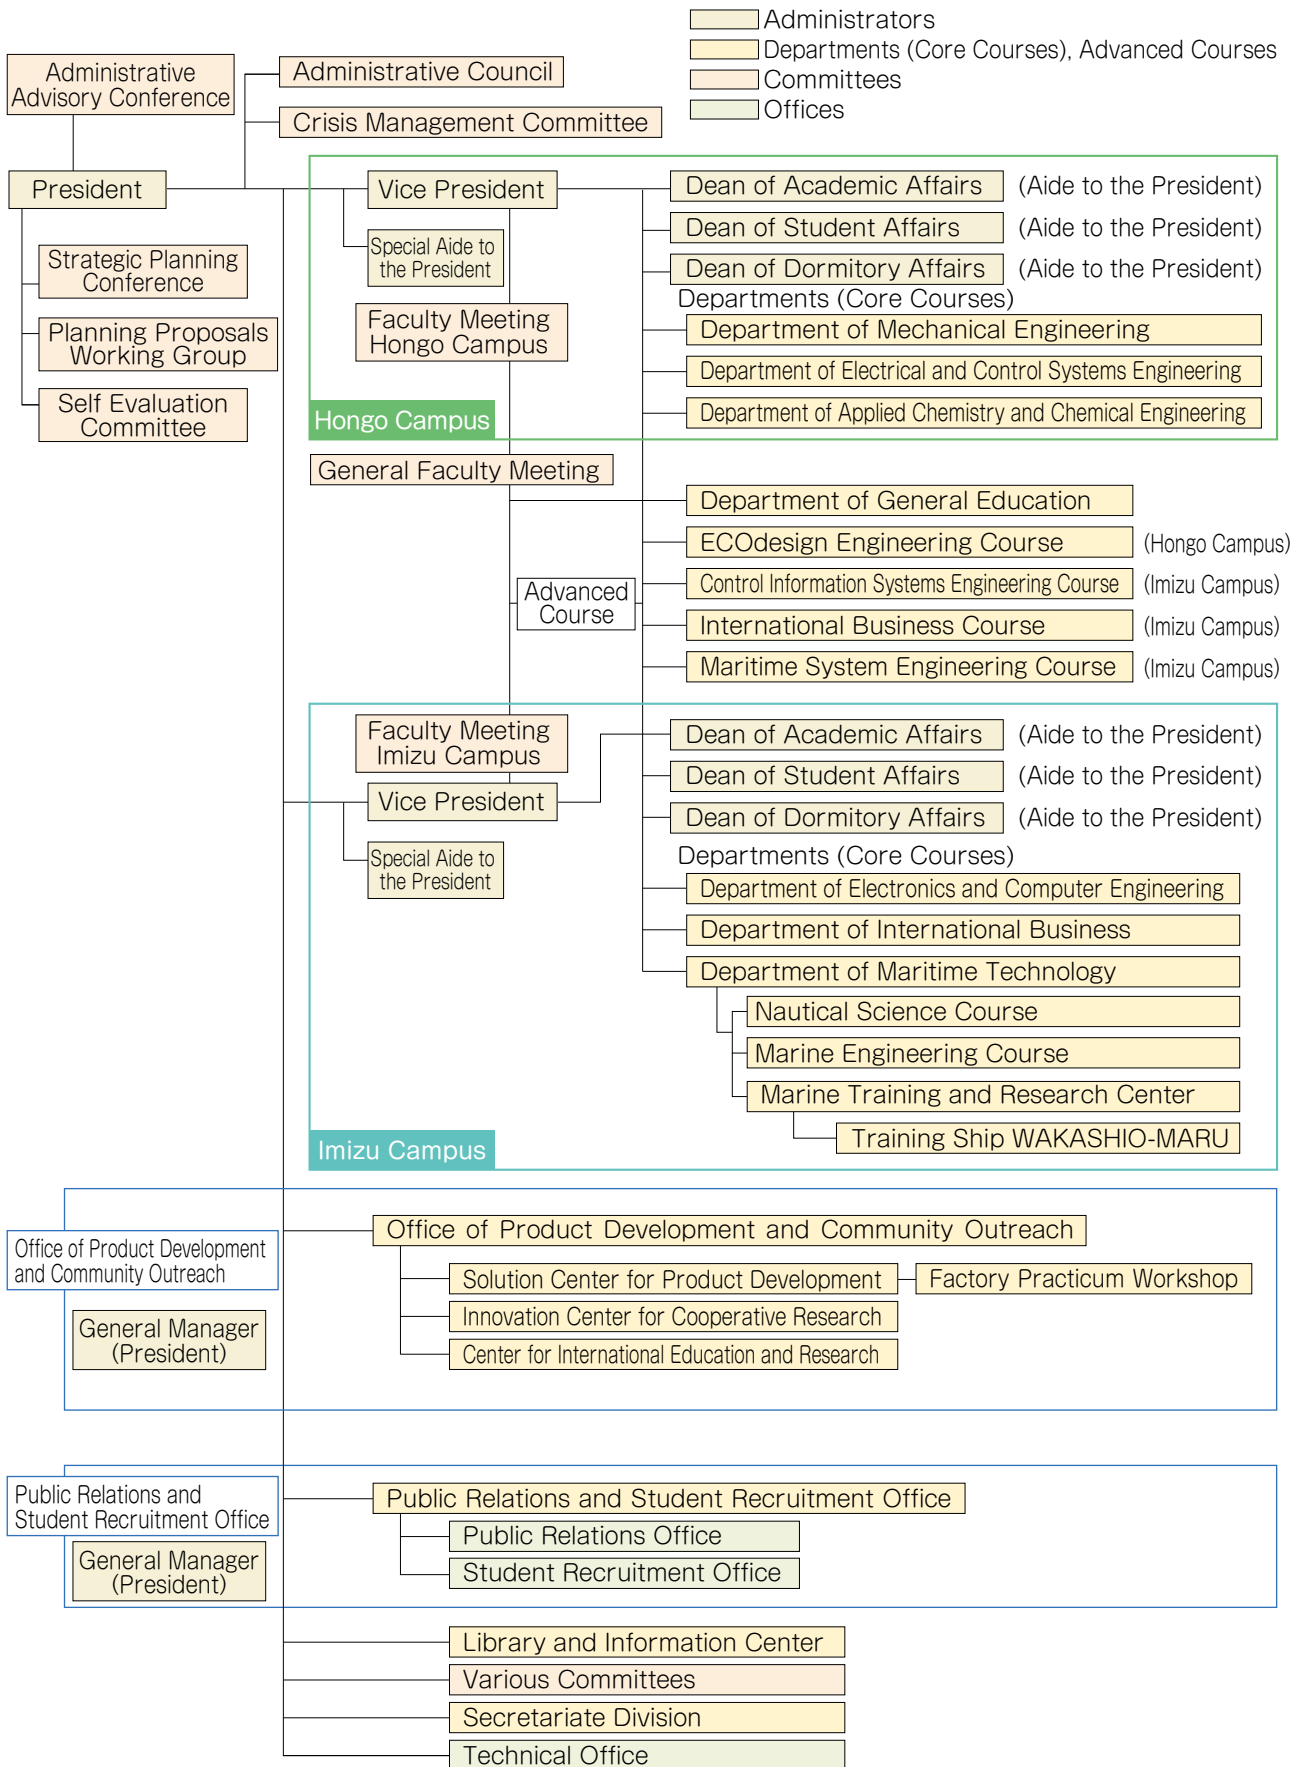 Administrators
Departments (Core Courses), Advanced Courses
Committees
Offices
Administrative
Advisory Conference
Administrative Council
Crisis Management Committee
President
Strategic Planning
Conference
Planning Proposals
Working Group
Self Evaluation
Committee
Vice President
Special Aide to
the President
Faculty Meeting
Hongo Campus
Hongo Campus
Dean of Academic Affairs (Aide to the President)
Dean of Student Affairs (Aide to the President)
Dean of Dormitory Affairs (Aide to the President)
Departments (Core Courses)
Department of Mechanical Engineering
Department of Electrical and Control Systems Engineering
Department of Applied Chemistry and Chemical Engineering
General Faculty Meeting
Department of General Education
Advanced
Course
ECOdesign Engineering Course (Hongo Campus)
Control Information Systems Engineering Course (Imizu Campus)
International Business Course (Imizu Campus)
Maritime System Engineering Course (Imizu Campus)
Faculty Meeting
Imizu Campus
Vice President
Special Aide to
the President
Dean of Academic Affairs (Aide to the President)
Dean of Student Affairs (Aide to the President)
Dean of Dormitory Affairs (Aide to the President)
Departments (Core Courses)
Department of Electronics and Computer Engineering
Department of International Business
Department of Maritime Technology
Nautical Science Course
Marine Engineering Course
Marine Training and Research Center
Training Ship WAKASHIO-MARU
Imizu Campus
Office of Product Development
and Community Outreach
General Manager
(President)
Office of Product Development and Community Outreach
Solution Center for Product Development Factory Practicum Workshop
Innovation Center for Cooperative Research
Center for International Education and Research
Public Relations and
Student Recruitment Office
General Manager
(President)
Public Relations and Student Recruitment Office
Public Relations Office
Student Recruitment Office
Library and Information Center
Various Committees
Secretariate Division
Technical Office